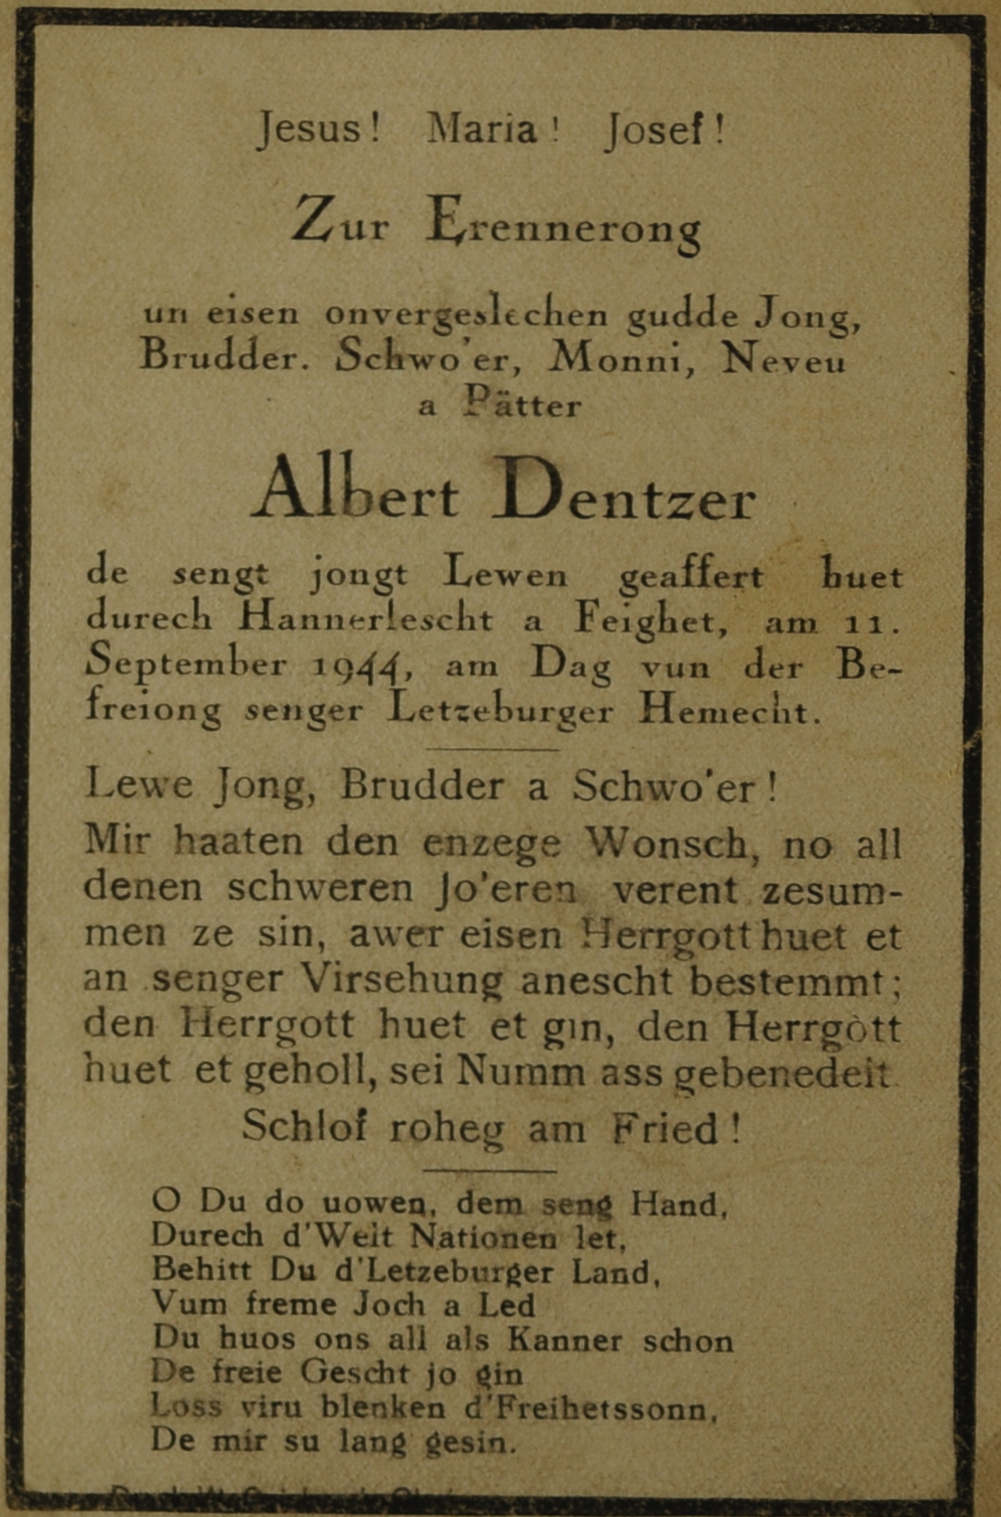 Jesus! Maria! Josef!
Zur Erennerong
un eisen onvergeslechen gudde Jong,
Brudder. Schwo'er, Monni, Neveu
a Pätter
Albert Dentzer
de sengt jongt Lewen geaffert huet
durech Hannerlescht a Feighet, am 11.
September 1944, am Dag vun der Be-
freiong senger Letzeburger Hemecht.
Lewe Jong, Brudder a Schwo'er!
Mir haaten den enzege Wonsch, no all
denen schweren Jo'eren verent zesum-
men ze sin, awer eisen Herrgott huet et
an senger Virsehung anescht bestemmt;
den Herrgott huet et gin, den Herrgott
huet et geholl, sei Numm ass gebenedeit
Schlof roheg am Fried!
O Du do uowen, dem seng Hand,
Durech d'Welt Nationen let,
Behitt Du d'Letzeburger Land,
Vum freme Joch a Led
Du huos ons all als Kanner schon
De freie Gescht jo gin
Loss viru blenken d'Freihetssonn,
De mir su lang gesin.